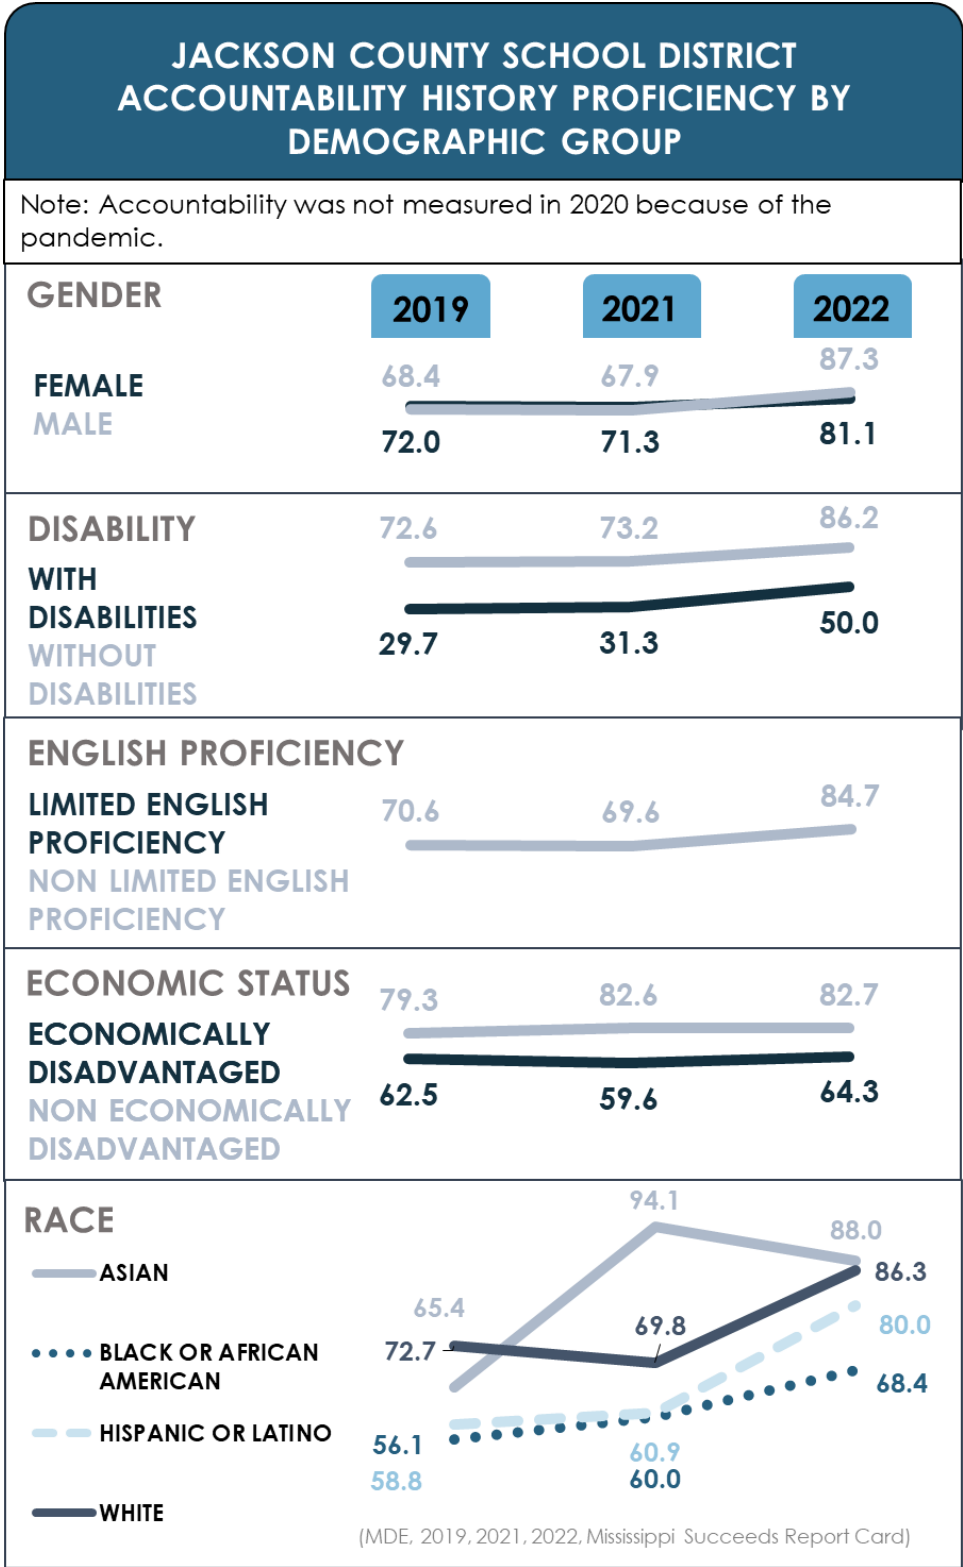 JACKSON COUNTY SCHOOL DISTRICT
ACCOUNTABILITY HISTORY PROFICIENCY BY
DEMOGRAPHIC GROUP
Note: Accountability was not measured in 2020 because of the
pandemic.
GENDER
2019 2021 2022
FEMALE
MALE
68.4 67.9 87.3
72.0 71.3 81.1
DISABILITY
WITH
DISABILITIES
WITHOUT
DISABILITIES
72.6 73.2 86.2
29.7 31.3 50.0
ENGLISH PROFICIENCY
LIMITED ENGLISH
PROFICIENCY
NON LIMITED ENGLISH
PROFICIENCY
70.6 69.6 84.7
ECONOMIC STATUS
ECONOMICALLY
DISADVANTAGED
NON ECONOMICALLY
DISADVANTAGED
79.3 82.6 82.7
62.5 59.6 64.3
RACE
ASIAN
BLACK OR AFRICAN
AMERICAN
HISPANIC OR LATINO
WHITE
94.1
88.0
86.3
65.4
69.8
80.0
72.7
68.4
56.1
60.9
58.8
60.0
(MDE, 2019, 2021, 2022, Mississippi Succeeds Report Card)